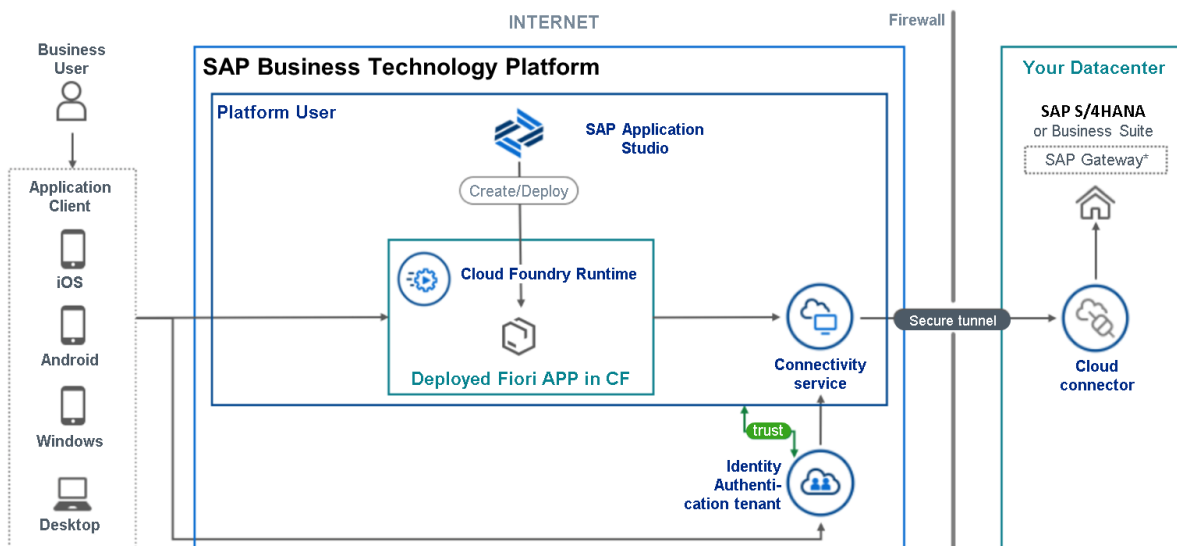 INTERNET
Firewall
Business
User
SAP Business Technology Platform
Your Datacenter
Platform User
SAP Application
Studio
SAP S/4HANA
or Business Suite
SAP Gateway*
Create/Deploy
Application
Client
iOS
Android
Windows
Desktop
Cloud Foundry Runtime
Deployed Fiori APP in CF
Connectivity
service
Secure tunnel
Cloud
connector
trust
Identity
Authenti-
cation tenant